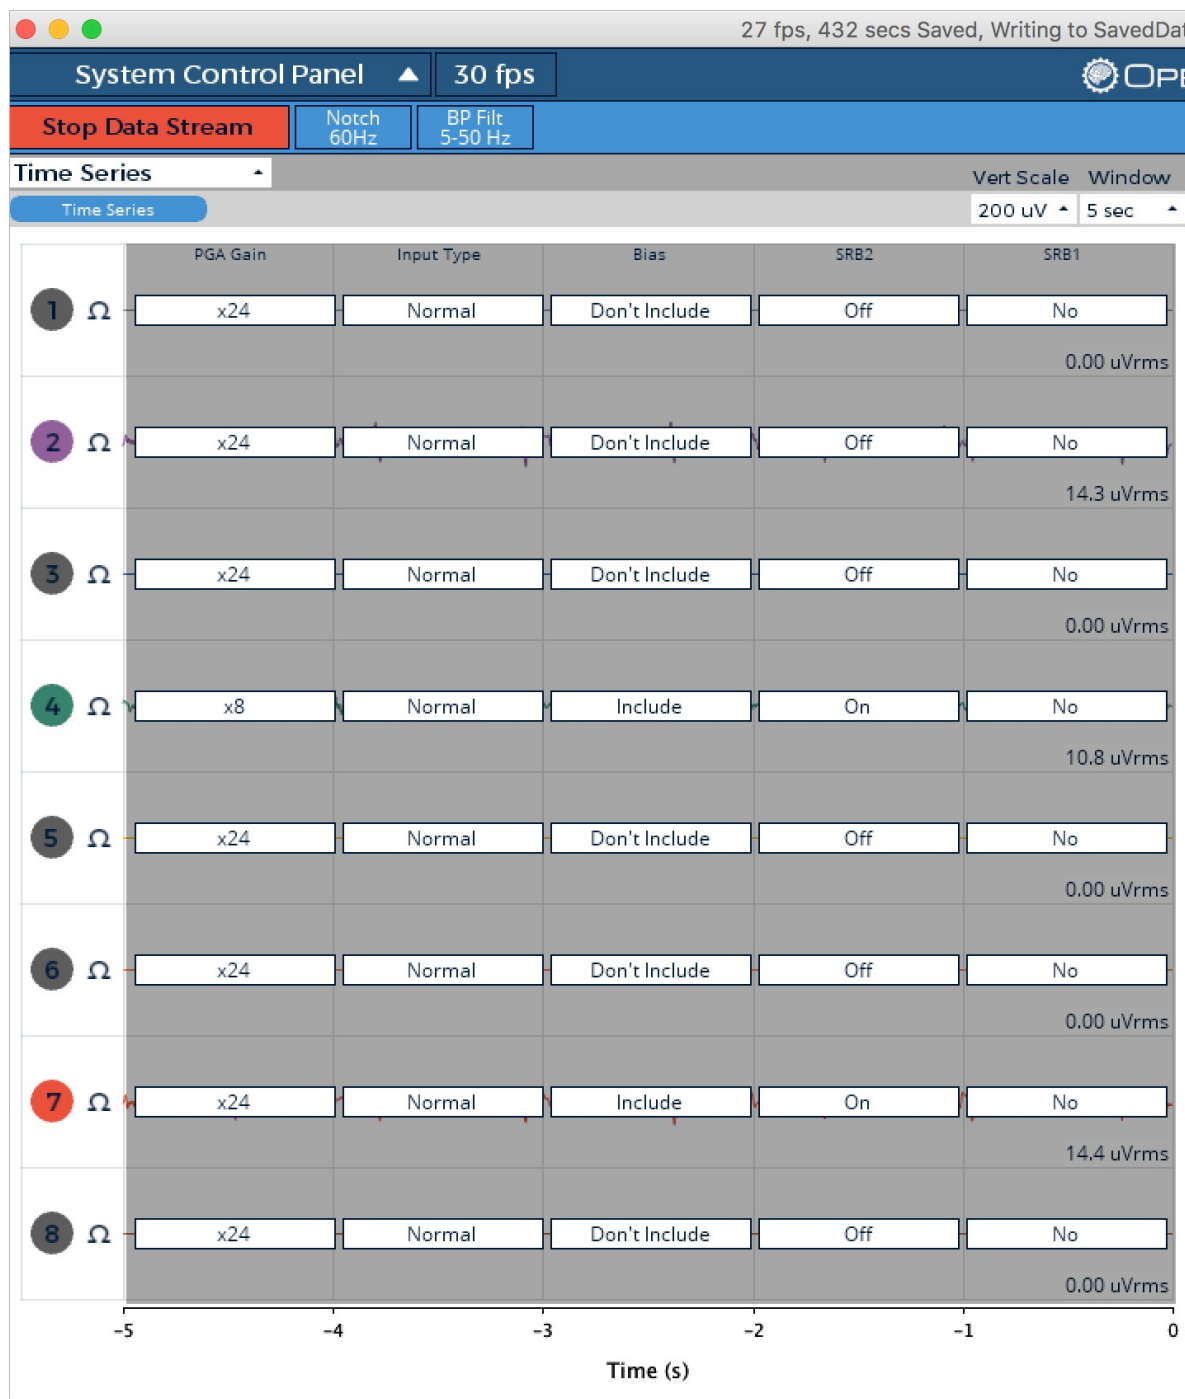 27 fps, 432 secs Saved, Writing to SavedDat
System Control Panel 30 fps OPE
Stop Data Stream Notch 60Hz BP Filt 5-50 Hz
Time Series Vert Scale Window
Time Series 200 uV 5 sec
PGA Gain Input Type Bias SRB2 SRB1
1 Ω x24 Normal Don't Include Off No
0.00 uVrms
2 Ω x24 Normal Don't Include Off No
14.3 uVrms
3 Ω x24 Normal Don't Include Off No
0.00 uVrms
4 Ω x8 Normal Include On No
10.8 uVrms
5 Ω x24 Normal Don't Include Off No
0.00 uVrms
6 Ω x24 Normal Don't Include Off No
0.00 uVrms
7 Ω x24 Normal Include On No
14.4 uVrms
8 Ω x24 Normal Don't Include Off No
0.00 uVrms
-5 -4 -3 -2 -1 0
Time (s)